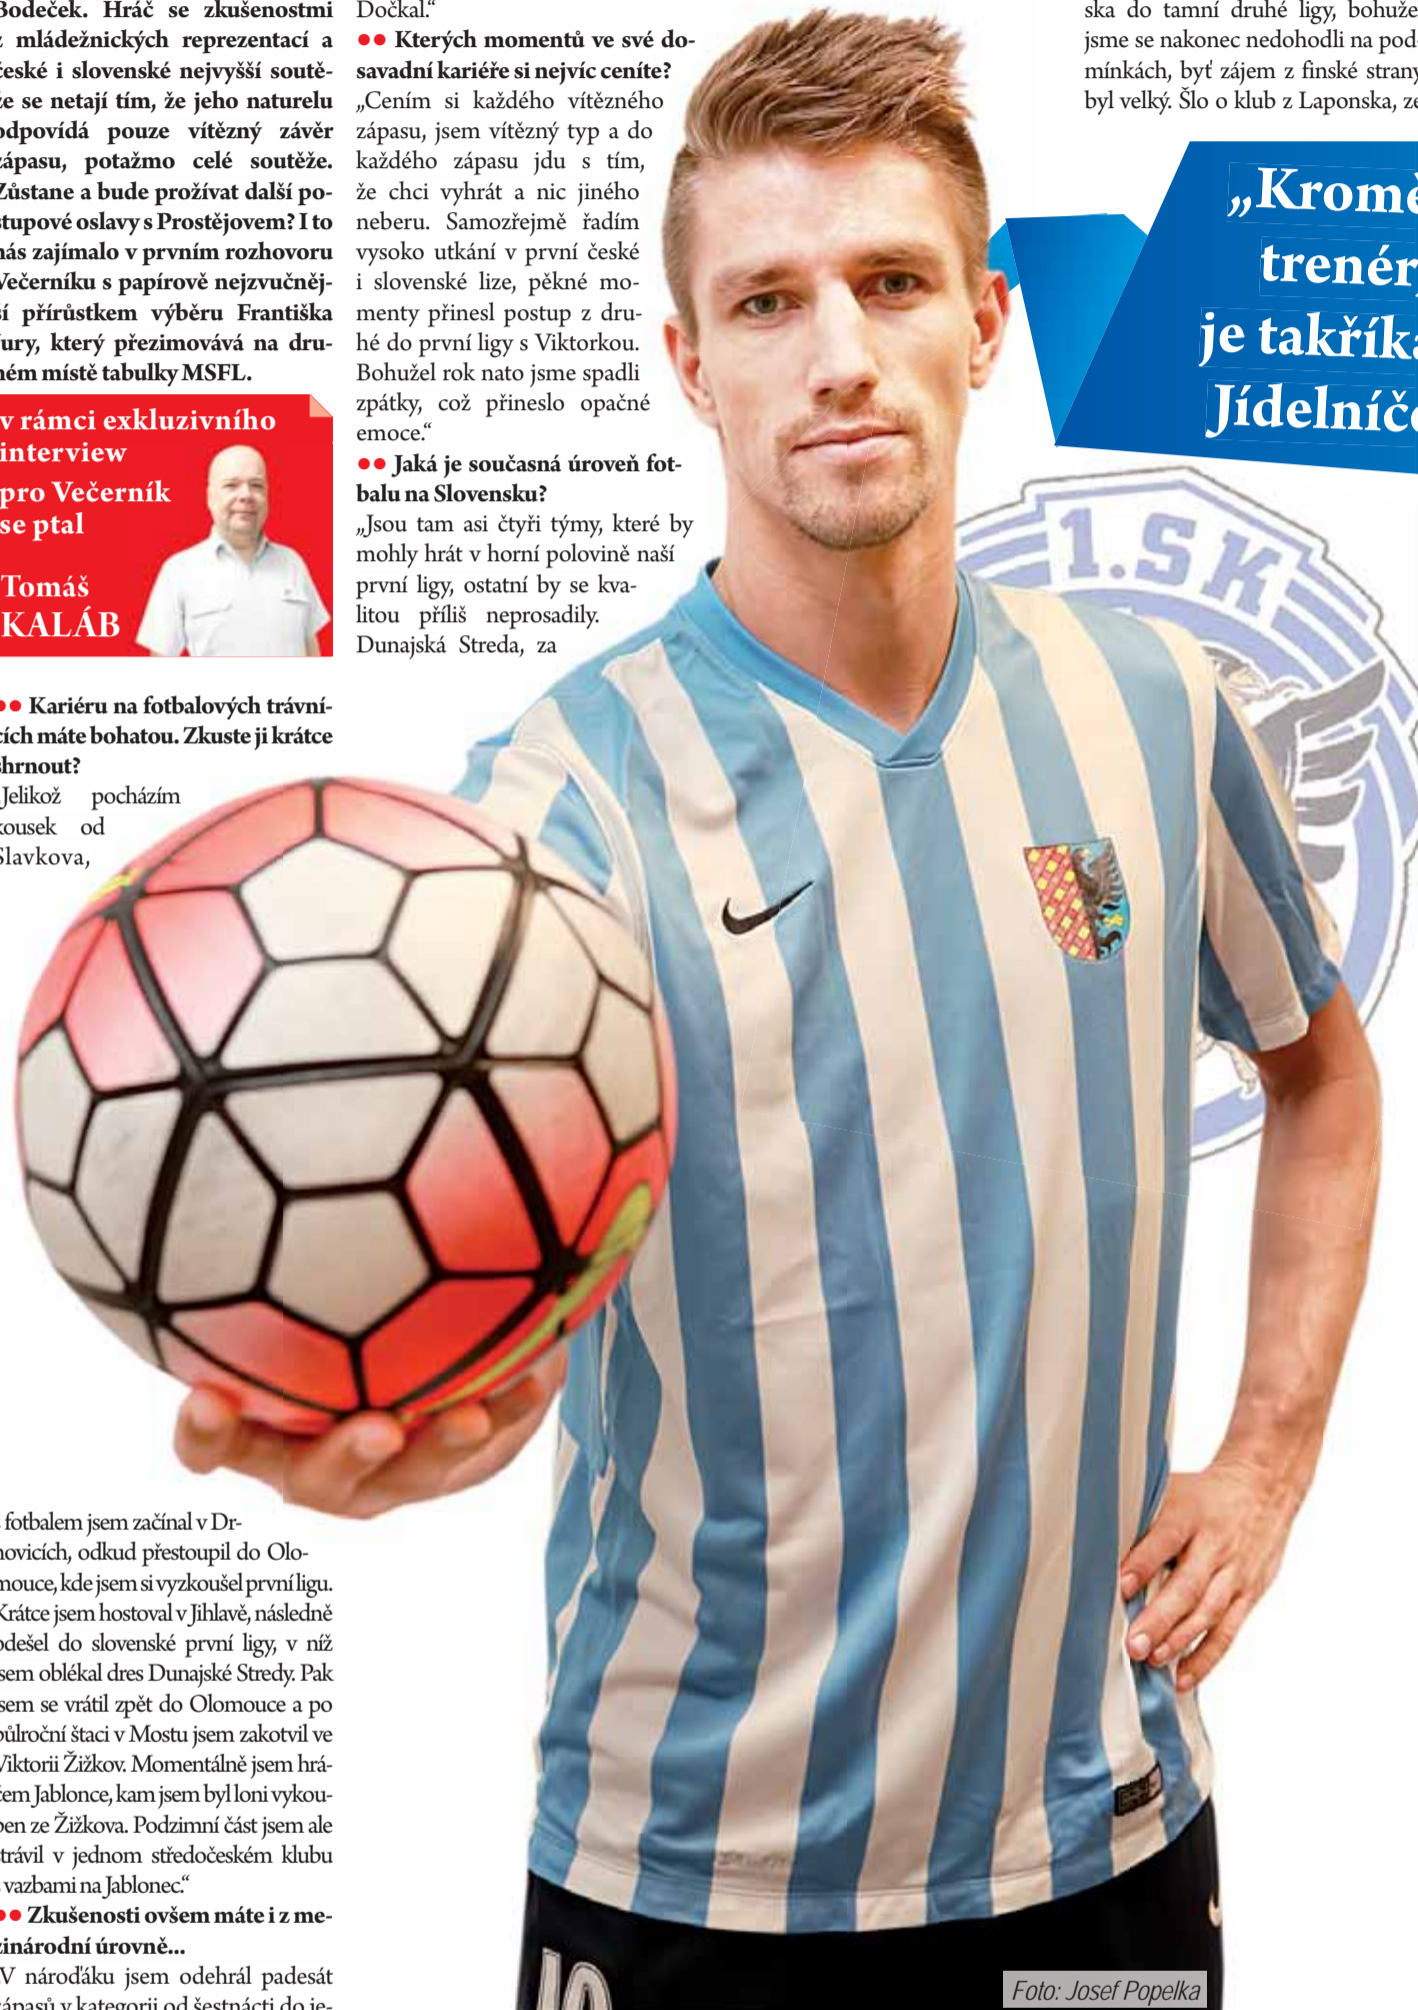 Bodeček. Hráč se zkušenostmi
z mládežnických reprezentací a
české i slovenské nejvyšší soutě-
že se netají tím, že jeho naturelu
odpovídá pouze vítězný závěr
zápasu, potažmo celé soutěže.
Zůstane a bude prožívat další po-
stupové oslavy s Prostějovem? I to
nás zajímalo v prvním rozhovoru
Večerníku s papírově nejzvučněj-
ší přírůstkem výběru Františka
Jury, který přezimovává na dru-
hém místě tabulky MSFL.
v rámci exkluzivního
interview
pro Večerník
se ptal
Tomáš
KALÁB
●● Kariéru na fotbalových trávní-
cích máte bohatou. Zkuste ji krátce
shrnout?
Jelikož pocházím
kousek od
Slavkova,
s fotbalem jsem začínal v Dr-
novicích, odkud přestoupil do Olo-
mouce, kde jsem si vyzkoušel první ligu.
Krátce jsem hostoval v Jihlavě, následně
odešel do slovenské první ligy, v níž
jsem oblékal dres Dunajské Stredy. Pak
jsem se vrátil zpět do Olomouce a po
půlroční štaci v Mostu jsem zakotvil ve
Viktorii Žižkov. Momentálně jsem hrá-
čem Jablonce, kam jsem byl loni vykou-
pen ze Žižkova. Podzimní část jsem ale
strávil v jednom středočeském klubu
s vazbami na Jablonec.“
●● Zkušenosti ovšem máte i z me-
zinárodní úrovně...
V nároďáku jsem odehrál padesát
zápasů v kategorii od šestnácti do je-
Dočkal.“
●● Kterých momentů ve své do-
savadní kariéře si nejvíc ceníte?
„Cením si každého vítězného
zápasu, jsem vítězný typ a do
každého zápasu jdu s tím,
že chci vyhrát a nic jiného
neberu. Samozřejmě řadím
vysoko utkání v první české
i slovenské lize, pěkné mo-
menty přinesl postup z dru-
hé do první ligy s Viktorkou.
Bohužel rok nato jsme spadli
zpátky, což přineslo opačné
emoce.“
●● Jaká je současná úroveň fot-
balu na Slovensku?
„Jsou tam asi čtyři týmy, které by
mohly hrát v horní polovině naší
první ligy, ostatní by se kva-
litou příliš neprosadily.
Dunajská Streda, za
ska do tamní druhé ligy, bohuže
jsme se nakonec nedohodli na pod-
mínkách, byť zájem z finské strany
byl velký. Šlo o klub z Laponska, ze
„Kromě
trenér
je takřka
Jídelníč
1.SK
10
Foto: Josef Popelka